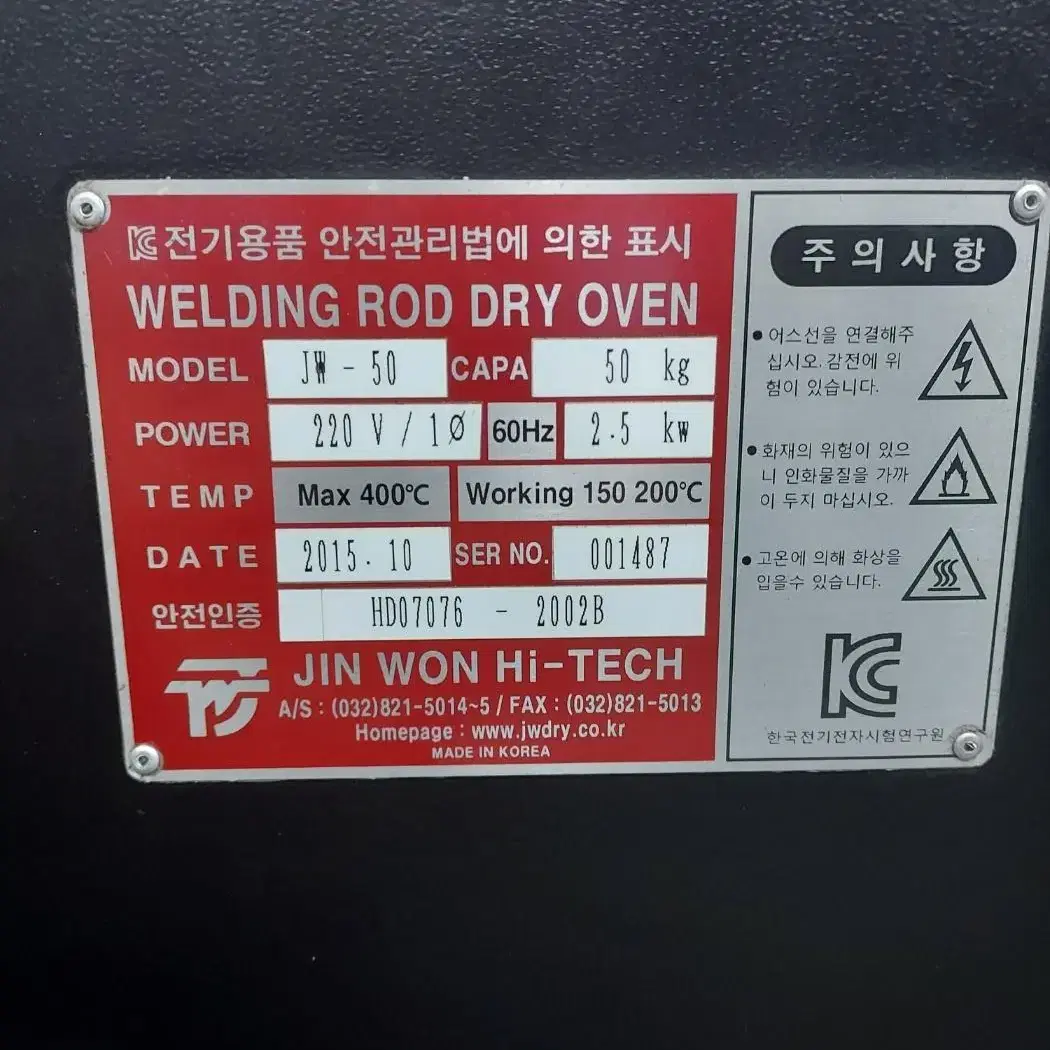 전기용품 안전관리법에 의한 표시
WELDING ROD DRY OVEN
MODEL JW - 50 CAPA 50 kg
POWER 220 V / 1Ø 60Hz 2.5 kw
TEMP Max 400℃ Working 150 200℃
DATE 2015. 10 SER NO. 001487
안전인증 HD07076 - 2002B
JIN WON Hi-TECH
A/S : (032)821-5014~5 / FAX : (032)821-5013
Homepage : www.jwdry.co.kr
MADE IN KOREA
주의사항
• 어스선을 연결해주
십시오. 감전에 위
험이 있습니다.
• 화재의 위험이 있으
니 인화물질을 가까
이 두지 마십시오.
• 고온에 의해 화상을
입을수 있습니다.
KC
한국전기전자시험연구원